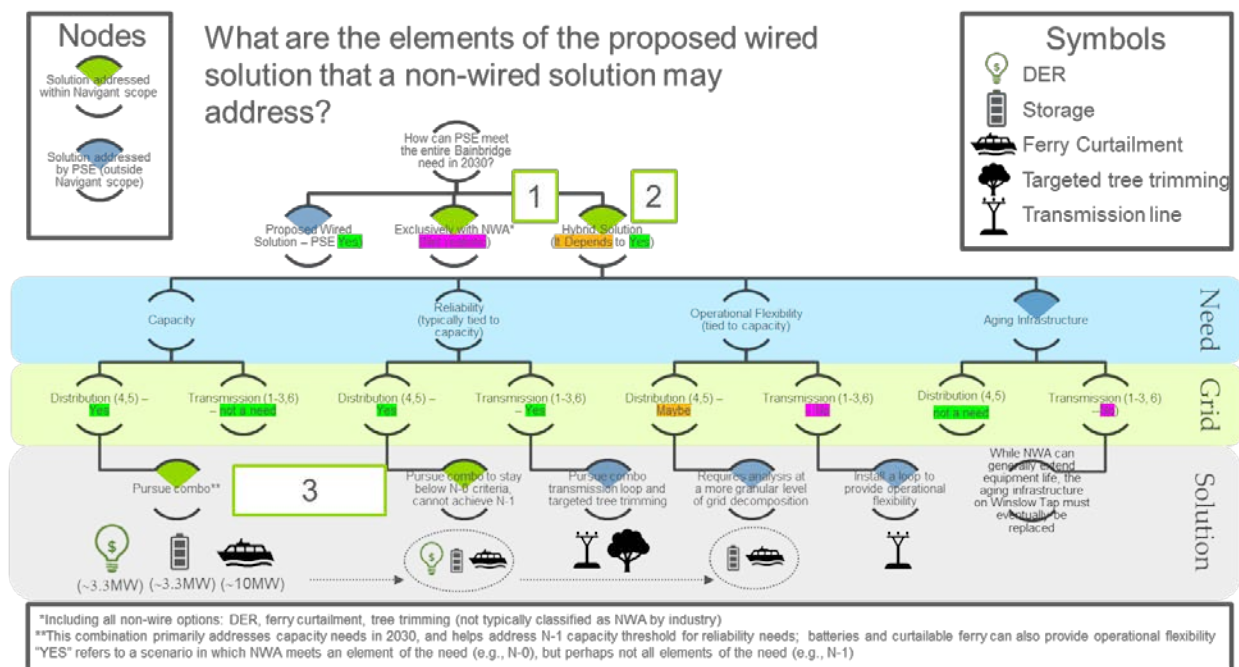 Nodes
Solution addressed
within Navigant scope
Solution addressed
by PSE (outside
Navigant scope)
What are the elements of the proposed wired
solution that a non-wired solution may
address?
Symbols
$
DER
Storage
Ferry Curtailment
Targeted tree trimming
Transmission line
How can PSE meet
the entire Bainbridge
need in 2030?
1
2
Proposed Wired
Solution – PSE Yes)
Exclusively with NWA*
Hybrid Solution
(It Depends to Yes)
Need
Capacity
Reliability
(typically tied to
capacity)
Operational Flexibility
(tied to capacity)
Aging Infrastructure
Grid
Distribution (4,5) –
Yes
Transmission (1-3,6)
– not a need
Distribution (4,5) –
Yes
Transmission (1-3,6)
– Yes
Distribution (4,5) –
Maybe
Transmission (1-3,6)
Distribution (4,5)
not a need
Transmission (1-3, 6)
Solution
Pursue combo**
3
Pursue combo to stay
below N-0 criteria,
cannot achieve N-1
Pursue combo
transmission loop and
targeted tree trimming
Requires analysis at
a more granular level
of grid decomposition
Install a loop to
provide operational
flexibility
While NWA can
generally extend
equipment life, the
aging infrastructure
on Winslow Tap must
eventually be
replaced
$
$
(~3.3MW) (~3.3MW) (~10MW)
*Including all non-wire options: DER, ferry curtailment, tree trimming (not typically classified as NWA by industry)
**This combination primarily addresses capacity needs in 2030, and helps address N-1 capacity threshold for reliability needs; batteries and curtailable ferry can also provide operational flexibility
"YES" refers to a scenario in which NWA meets an element of the need (e.g., N-0), but perhaps not all elements of the need (e.g., N-1)